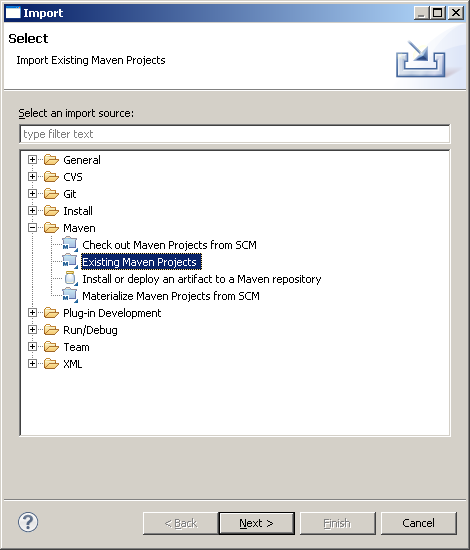 Import
Select
Import Existing Maven Projects
Select an import source:
type filter text
General
CVS
Git
Install
Maven
Check out Maven Projects from SCM
Existing Maven Projects
Install or deploy an artifact to a Maven repository
Materialize Maven Projects from SCM
Plug-in Development
Run/Debug
Team
XML
? < Back Next > Finish Cancel